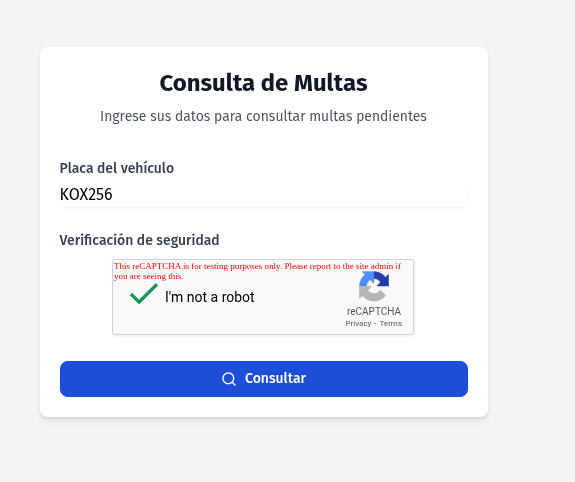 Consulta de Multas
Ingrese sus datos para consultar multas pendientes
Placa del vehículo
KOX256
Verificación de seguridad
This reCAPTCHA is for testing purposes only. Please report to the site admin if
you are seeing this.
I'm not a robot
reCAPTCHA
Privacy - Terms
Consultar